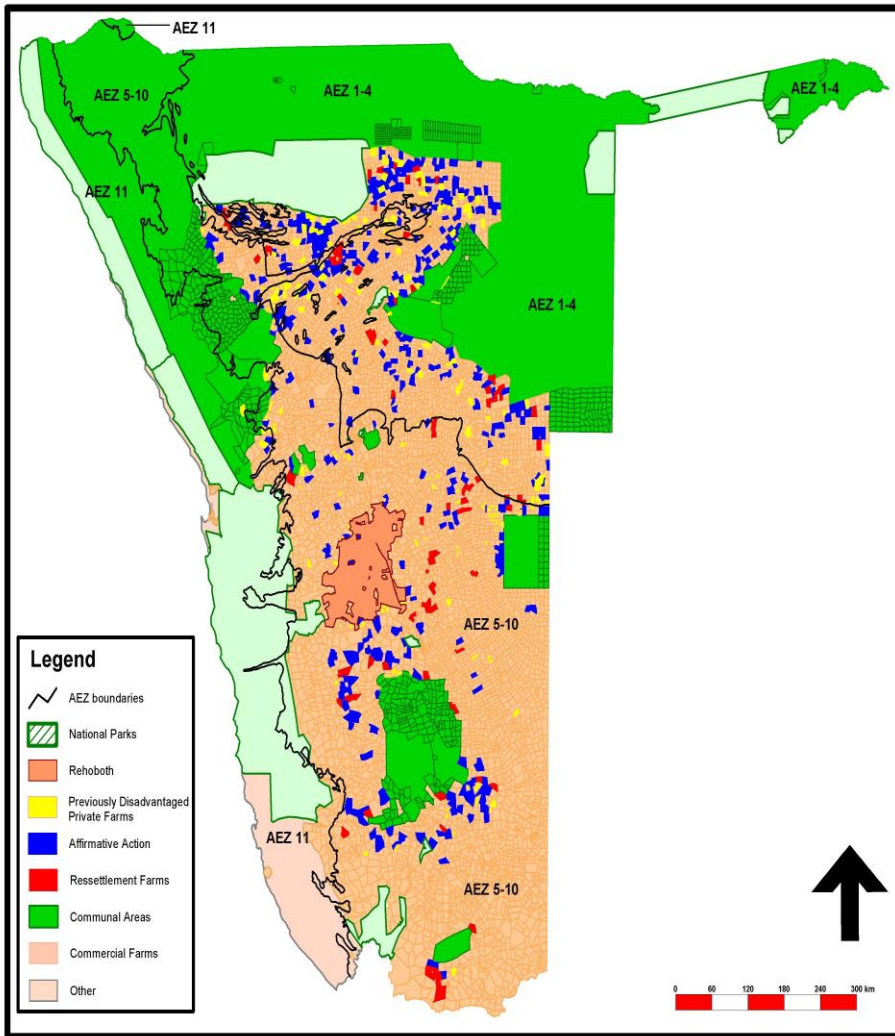 AEZ 11
AEZ 5-10
AEZ 1-4
AEZ 1-4
AEZ 11
AEZ 1-4
AEZ 5-10
AEZ 11
AEZ 5-10
Legend
AEZ boundaries
National Parks
Rehoboth
Previously Disadvantaged
Private Farms
Affirmative Action
Ressettlement Farms
Communal Areas
Commercial Farms
Other
0 60 120 180 240 300 km